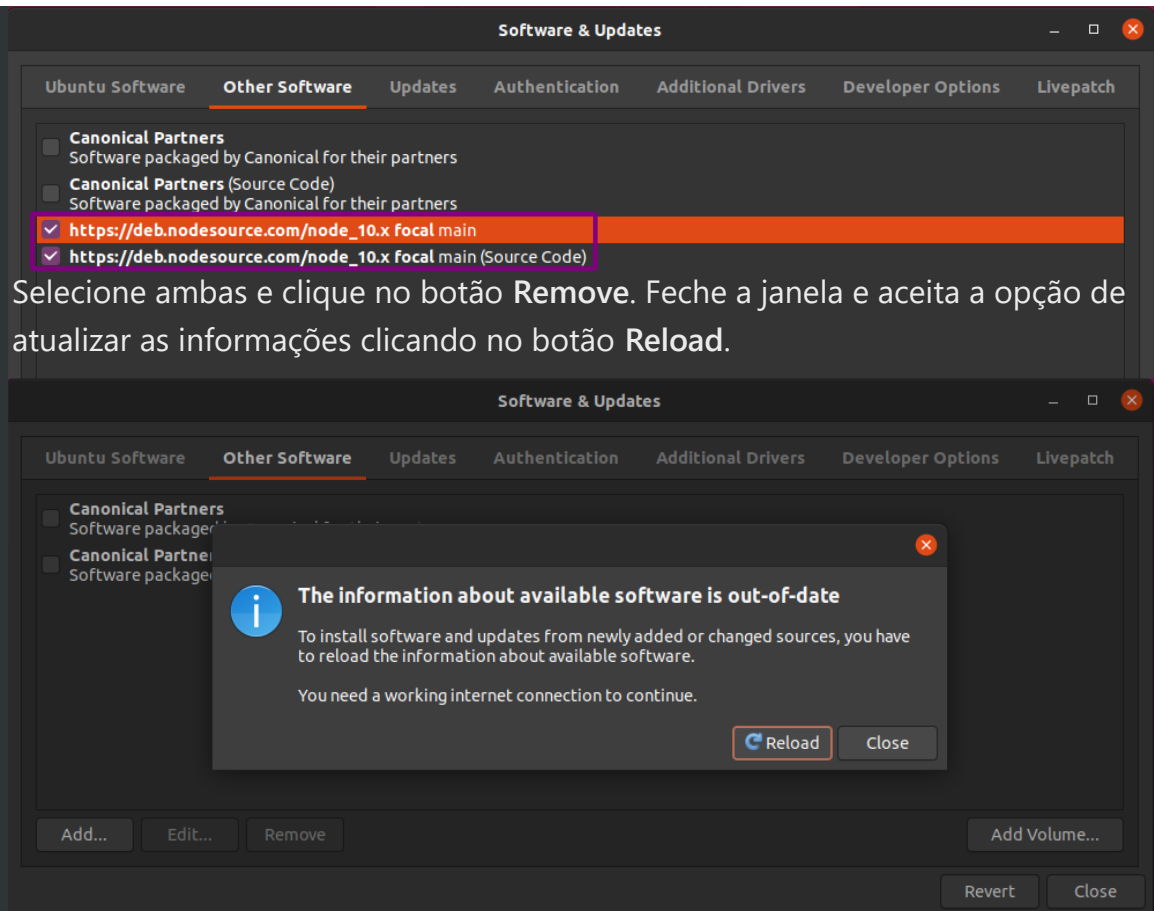 Software & Updates
Ubuntu Software Other Software Updates Authentication Additional Drivers Developer Options Livepatch
Canonical Partners
Software packaged by Canonical for their partners
Canonical Partners (Source Code)
Software packaged by Canonical for their partners
https://deb.nodesource.com/node_10.x focal main
https://deb.nodesource.com/node_10.x focal main (Source Code)
Selecione ambas e clique no botão Remove. Feche a janela e aceita a opção de
atualizar as informações clicando no botão Reload.
Software & Updates
Ubuntu Software Other Software Updates Authentication Additional Drivers Developer Options Livepatch
Canonical Partners
Software package
Canonical Partne
Software package
The information about available software is out-of-date
To install software and updates from newly added or changed sources, you have
to reload the information about available software.
You need a working internet connection to continue.
Reload Close
Add... Edit... Remove Add Volume...
Revert Close